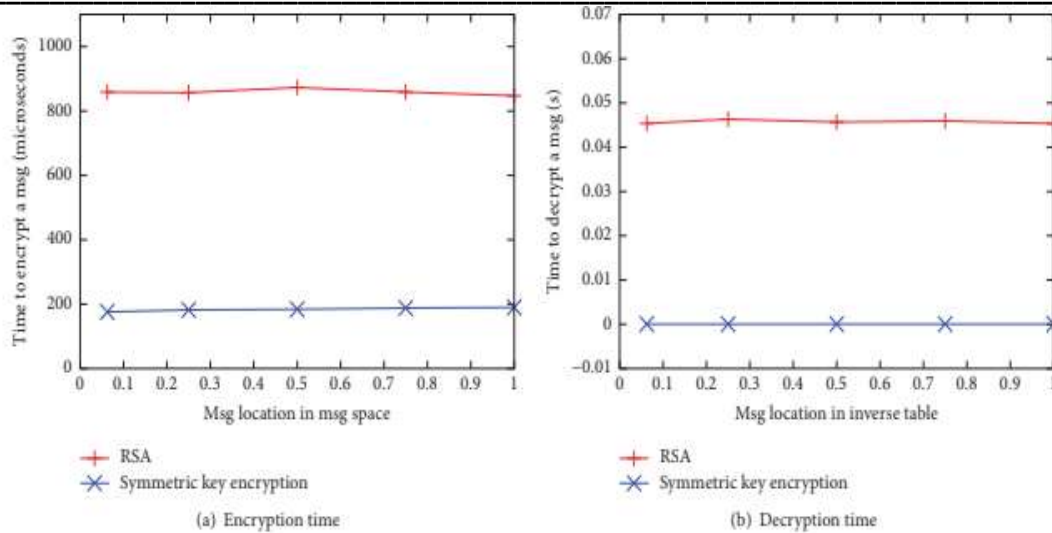 1000
800
600
400
200
0
Time to encrypt a msg (microseconds)
0 0.1 0.2 0.3 0.4 0.5 0.6 0.7 0.8 0.9 1
Msg location in msg space
RSA
Symmetric key encryption
(a) Encryption time
0.07
0.06
0.05
0.04
0.03
0.02
0.01
0
−0.01
Time to decrypt a msg (s)
0 0.1 0.2 0.3 0.4 0.5 0.6 0.7 0.8 0.9 1
Msg location in inverse table
RSA
Symmetric key encryption
(b) Decryption time